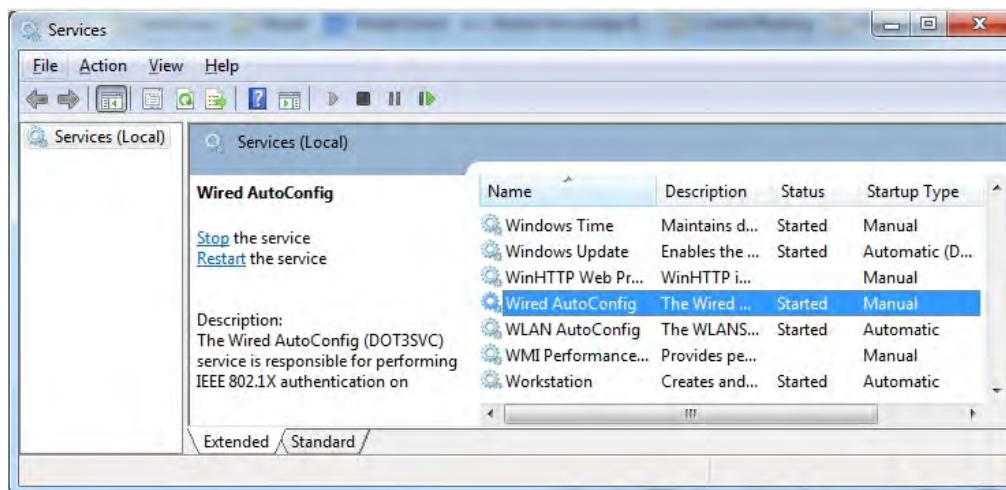 Services
File Action View Help
Services (Local)
Services (Local)
Wired AutoConfig
Stop the service
Restart the service
Description:
The Wired AutoConfig (DOT3SVC)
service is responsible for performing
IEEE 802.1X authentication on
Name Description Status Startup Type
Windows Time Maintains d... Started Manual
Windows Update Enables the ... Started Automatic (D...
WinHTTP Web Pr... WinHTTP i... Manual
Wired AutoConfig The Wired ... Started Manual
WLAN AutoConfig The WLANS... Started Automatic
WMI Performance... Provides pe... Manual
Workstation Creates and... Started Automatic
Extended Standard